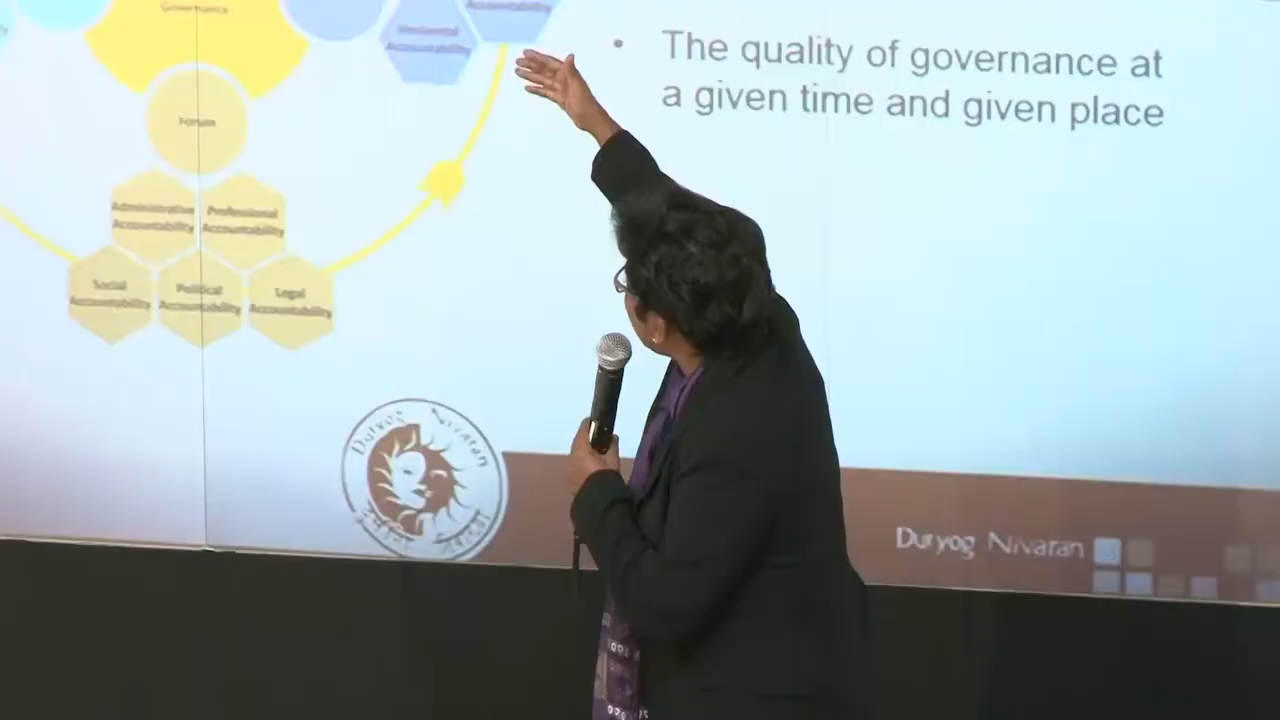 Governance
Accountability
Horizontal
Accountability
Forum
Administrative
Accountability
Professional
Accountability
Social
Accountability
Political
Accountability
Legal
Accountability
• The quality of governance at
a given time and given place
Duryog Nivaran
Duryog Nivaran